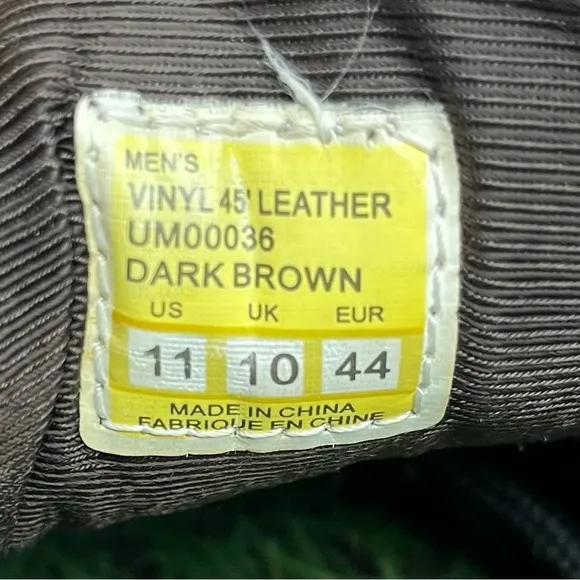 MEN'S
VINYL 45' LEATHER
UM00036
DARK BROWN
US UK EUR
11 10 44
MADE IN CHINA
FABRIQUE EN CHINE